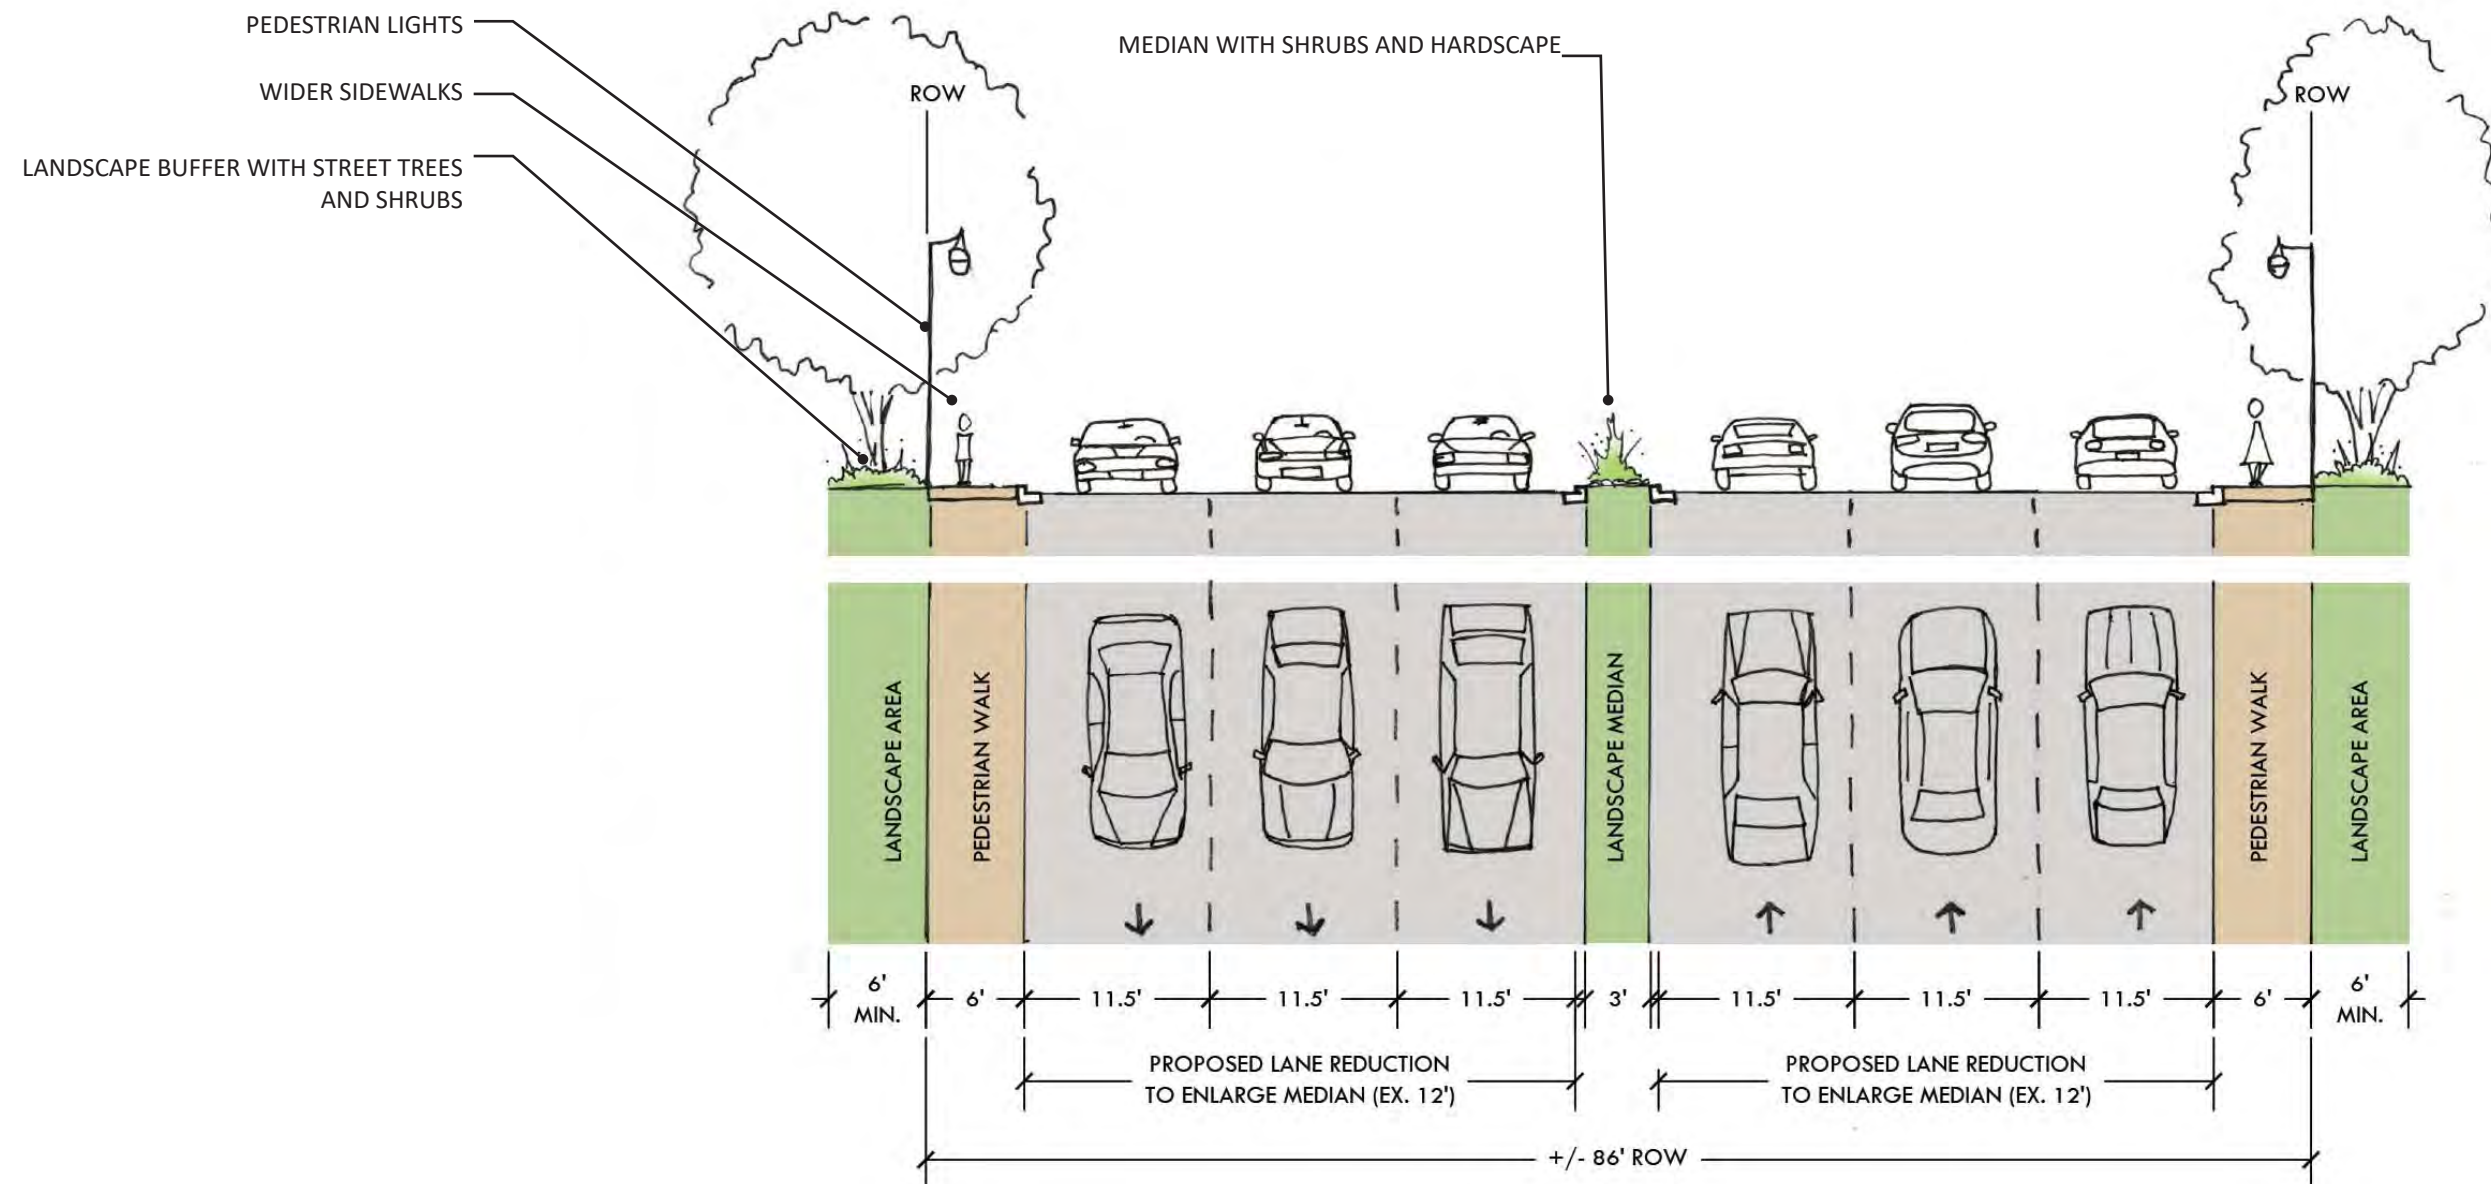 PEDESTRIAN LIGHTS
WIDER SIDEWALKS
LANDSCAPE BUFFER WITH STREET TREES
AND SHRUBS
MEDIAN WITH SHRUBS AND HARDSCAPE
ROW
ROW
LANDSCAPE AREA
PEDESTRIAN WALK
LANDSCAPE MEDIAN
PEDESTRIAN WALK
LANDSCAPE AREA
6'
MIN.
6'
11.5'
11.5'
11.5'
3'
11.5'
11.5'
11.5'
6'
6'
MIN.
PROPOSED LANE REDUCTION
TO ENLARGE MEDIAN (EX. 12')
PROPOSED LANE REDUCTION
TO ENLARGE MEDIAN (EX. 12')
+/- 86' ROW